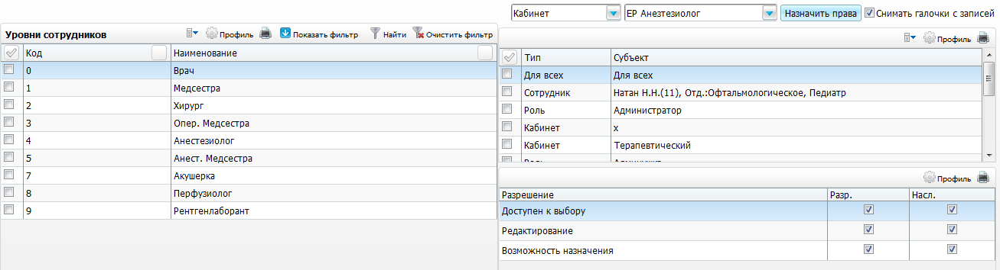 Кабинет ЕР Анезтезиолог Назначить права Снимать галочки с записей
Уровни сотрудников Профиль Показать фильтр Найти Очистить фильтр
Код Наименование
0 Врач
1 Медсестра
2 Хирург
3 Опер. Медсестра
4 Анестезиолог
5 Анест. Медсестра
7 Акушерка
8 Перфузиолог
9 Рентгенлаборант
Профиль
Тип Субъект
Для всех Для всех
Сотрудник Натан Н.Н.(11), Отд.:Офтальмологическое, Педиатр
Роль Администратор
Кабинет х
Кабинет Терапевтический
Профиль
Разрешение Разр. Насл.
Доступен к выбору
Редактирование
Возможность назначения